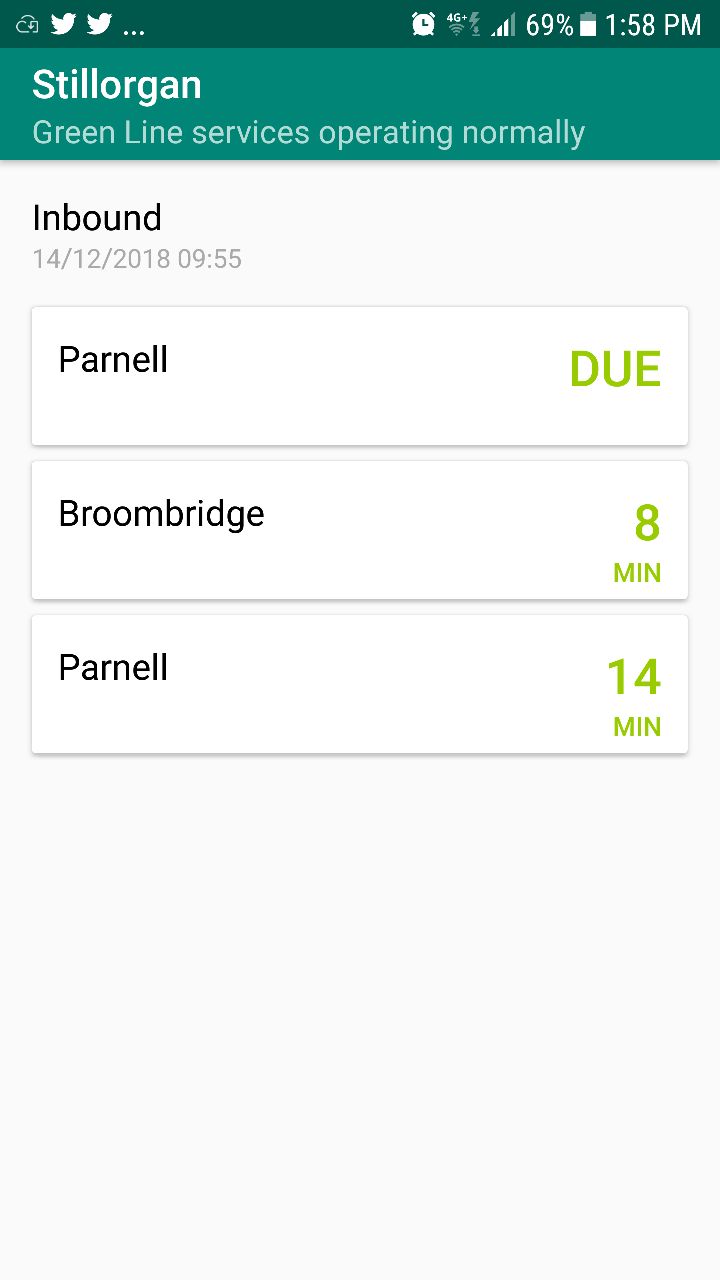 ... 4G+ 69% 1:58 PM
Stillorgan
Green Line services operating normally
Inbound
14/12/2018 09:55
Parnell
DUE
Broombridge
8
MIN
Parnell
14
MIN